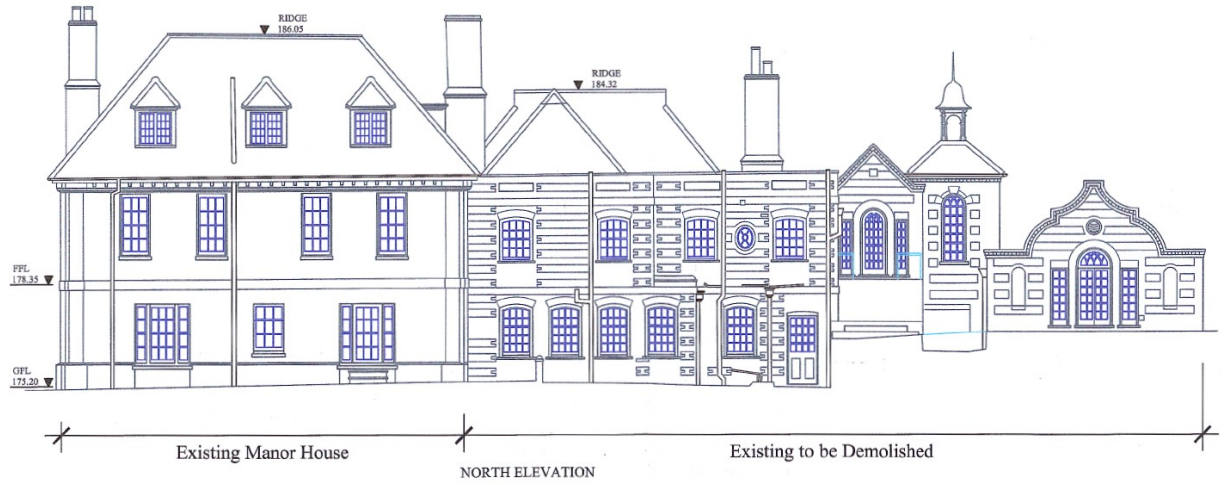 RIDGE
186.05
RIDGE
184.32
FFL
178.35
GFL
175.20
Existing Manor House
Existing to be Demolished
NORTH ELEVATION